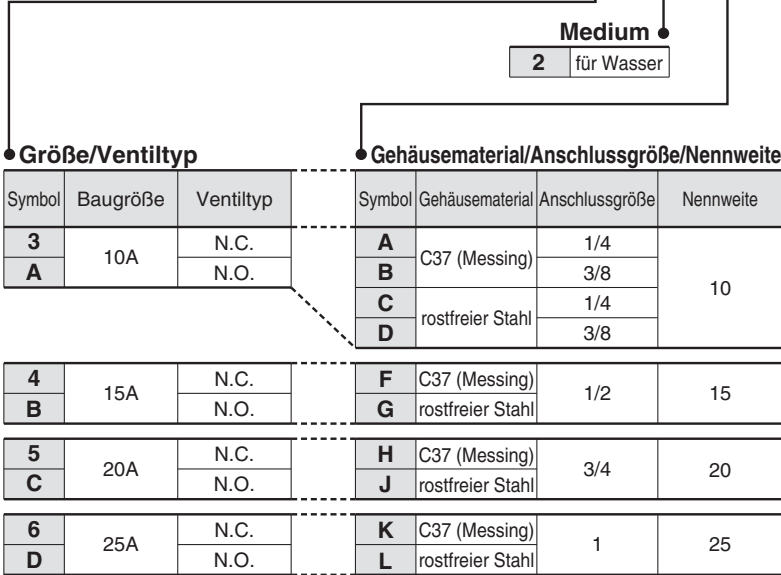 Medium
2 für Wasser
Größe/Ventiltyp
Symbol Baugröße Ventiltyp
3 10A N.C.
A N.O.
4 15A N.C.
B N.O.
5 20A N.C.
C N.O.
6 25A N.C.
D N.O.
Gehäusematerial/Anschlussgröße/Nennweite
Symbol Gehäusematerial Anschlussgröße Nennweite
A C37 (Messing) 1/4 10
B 3/8
C rostfreier Stahl 1/4
D 3/8
F C37 (Messing) 1/2 15
G rostfreier Stahl
H C37 (Messing) 3/4 20
J rostfreier Stahl
K C37 (Messing) 1 25
L rostfreier Stahl